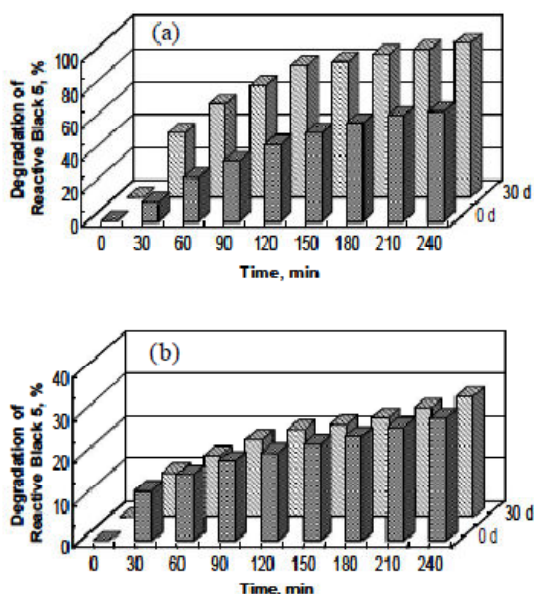 (a)
Degradation of
Reactive Black 5, %
100
80
60
40
20
0
0 30 60 90 120 150 180 210 240
0 d
30 d
Time, min
(b)
Degradation of
Reactive Black 5, %
40
30
20
10
0
0 30 60 90 120 150 180 210 240
0 d
30 d
Time, min